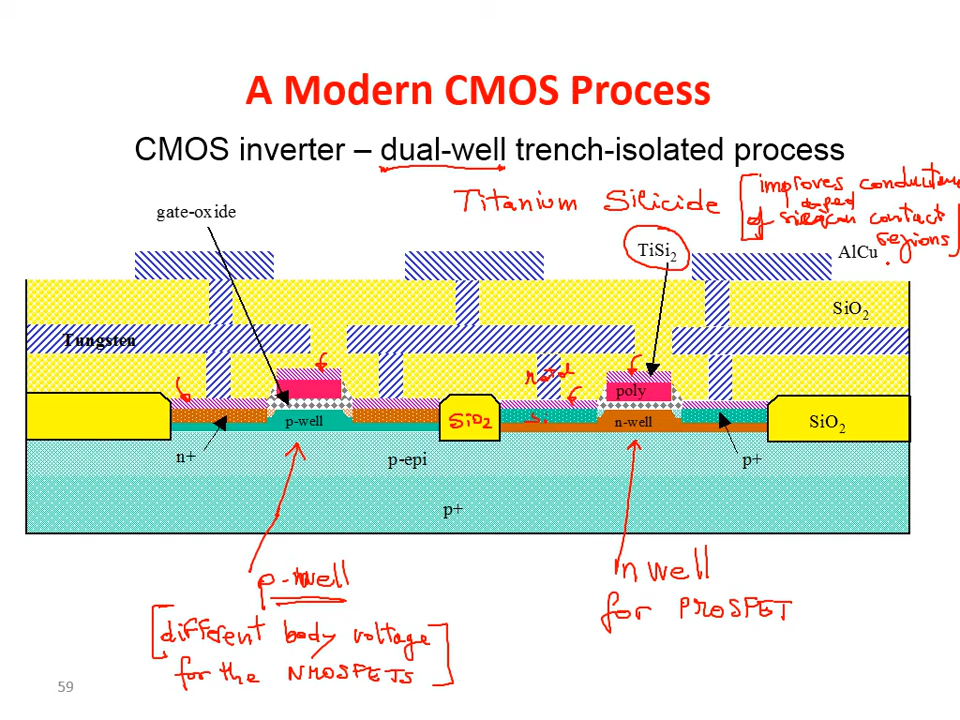 A Modern CMOS Process
CMOS inverter – dual-well trench-isolated process
Titanium Silicide
[improves conductance
doped
of silicon contact
regions]
gate-oxide
TiSi2
AlCu
SiO2
Tungsten
metal
poly
p-well
SiO2
Si
n-well
SiO2
n+
p-epi
p+
p+
p-well
n well
[different body voltage
for PMOSFET
for the NMOSFETS]
59